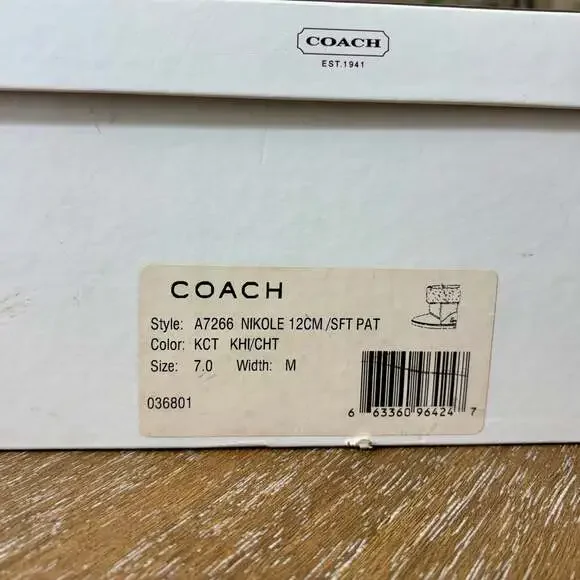 COACH
EST.1941
COACH
Style: A7266 NIKOLE 12CM /SFT PAT
Color: KCT KHI/CHT
Size: 7.0 Width: M
036801
6 63360 96424 7